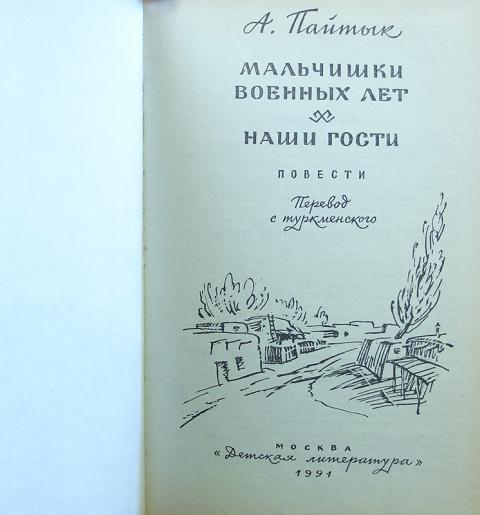 А. Пайтык
МАЛЬЧИШКИ
ВОЕННЫХ ЛЕТ
НАШИ ГОСТИ
ПОВЕСТИ
Перевод
с туркменского
МОСКВА
«Детская литература»
1991